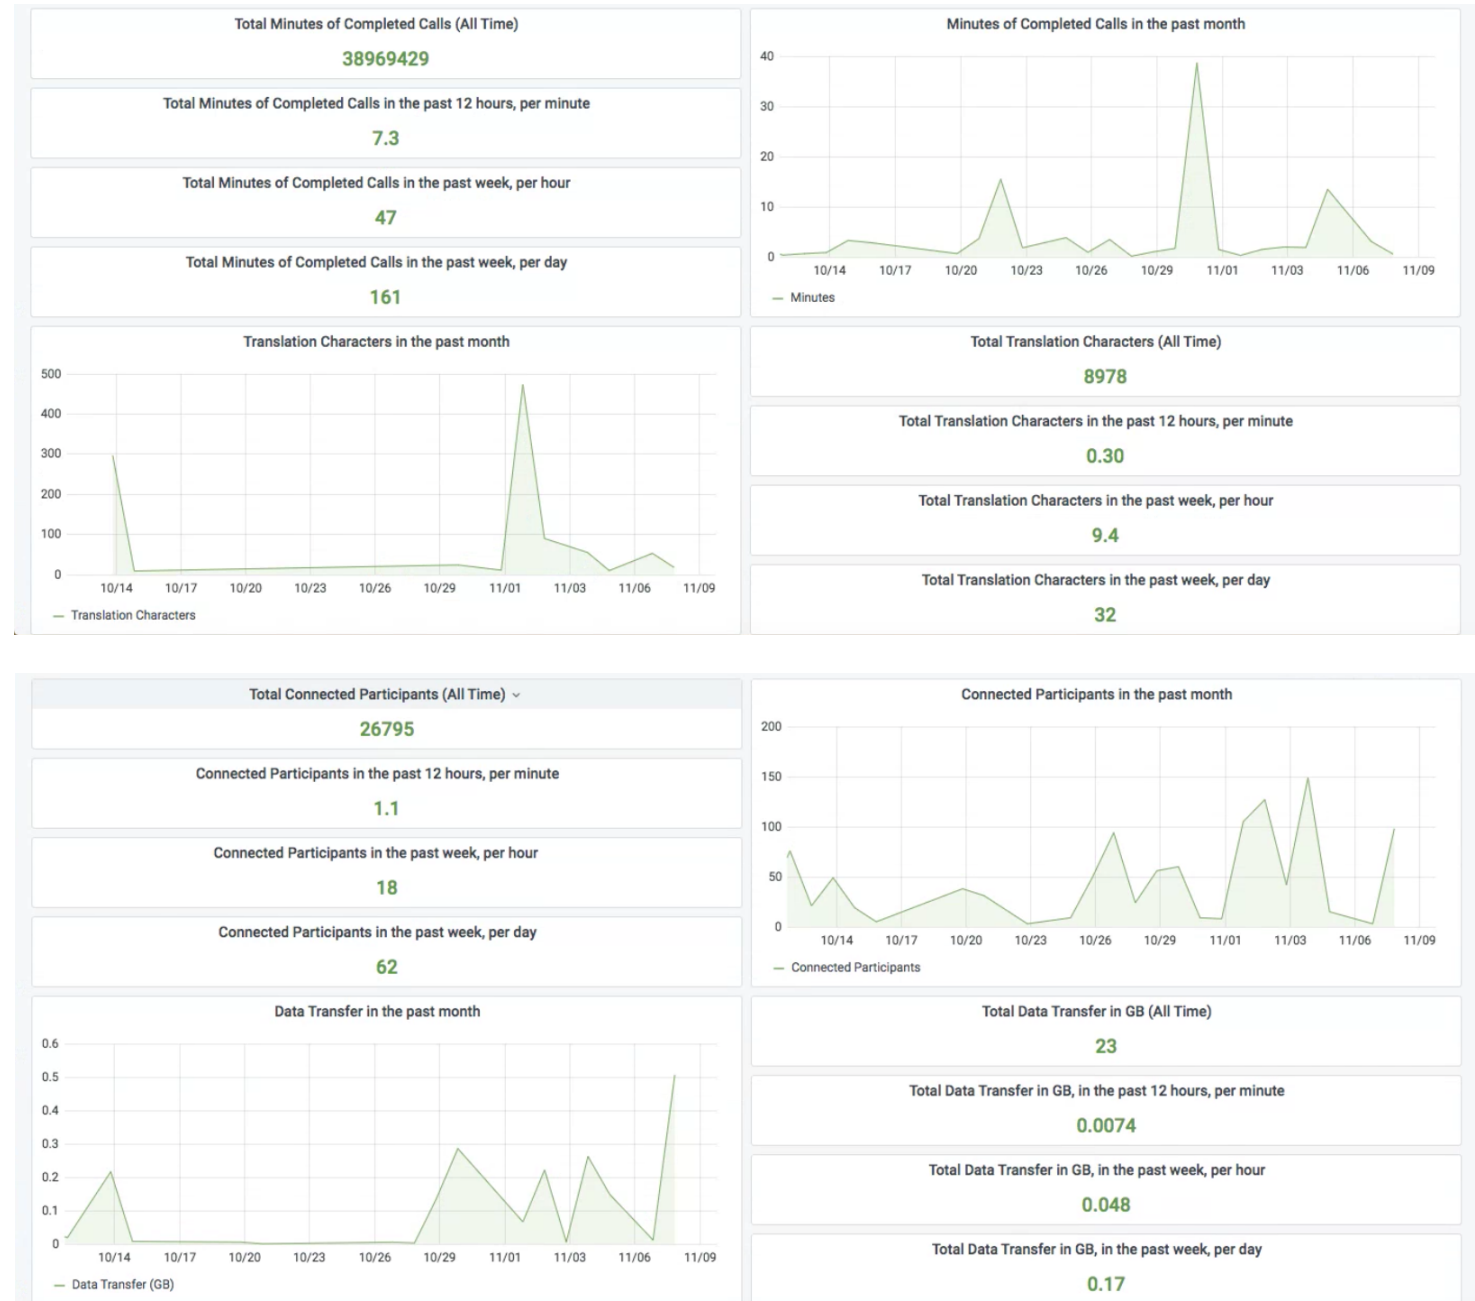 Total Minutes of Completed Calls (All Time)
38969429
Total Minutes of Completed Calls in the past 12 hours, per minute
7.3
Total Minutes of Completed Calls in the past week, per hour
47
Total Minutes of Completed Calls in the past week, per day
161
Minutes of Completed Calls in the past month
40
30
20
10
0
10/14 10/17 10/20 10/23 10/26 10/29 11/01 11/03 11/06 11/09
Minutes
Translation Characters in the past month
500
400
300
200
100
0
10/14 10/17 10/20 10/23 10/26 10/29 11/01 11/03 11/06 11/09
Translation Characters
Total Translation Characters (All Time)
8978
Total Translation Characters in the past 12 hours, per minute
0.30
Total Translation Characters in the past week, per hour
9.4
Total Translation Characters in the past week, per day
32
Total Connected Participants (All Time)
26795
Connected Participants in the past 12 hours, per minute
1.1
Connected Participants in the past week, per hour
18
Connected Participants in the past week, per day
62
Connected Participants in the past month
200
150
100
50
0
10/14 10/17 10/20 10/23 10/26 10/29 11/01 11/03 11/06 11/09
Connected Participants
Data Transfer in the past month
0.6
0.5
0.4
0.3
0.2
0.1
0
10/14 10/17 10/20 10/23 10/26 10/29 11/01 11/03 11/06 11/09
Data Transfer (GB)
Total Data Transfer in GB (All Time)
23
Total Data Transfer in GB, in the past 12 hours, per minute
0.0074
Total Data Transfer in GB, in the past week, per hour
0.048
Total Data Transfer in GB, in the past week, per day
0.17